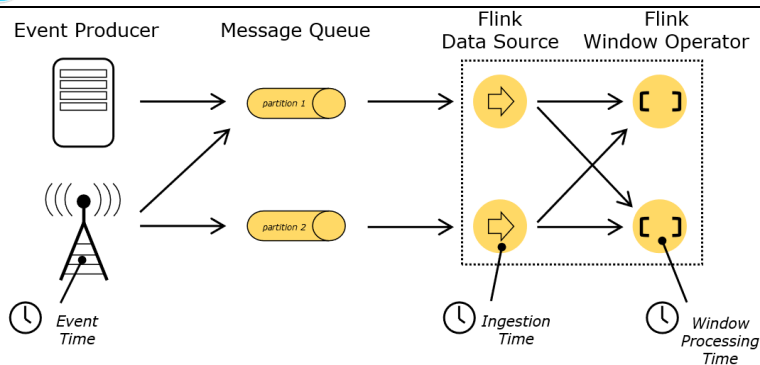 Event Producer
Message Queue
Flink
Data Source
Flink
Window Operator
partition 1
partition 2
Event
Time
Ingestion
Time
Window
Processing
Time